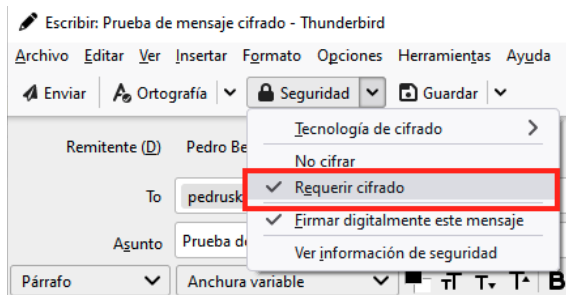 Escribir: Prueba de mensaje cifrado - Thunderbird
Archivo Editar Ver Insertar Formato Opciones Herramientas Ayuda
Enviar Ortografía Seguridad Guardar
Tecnología de cifrado
Remitente (D) Pedro Be
No cifrar
Requerir cifrado
To pedrusk
Firmar digitalmente este mensaje
Asunto Prueba d
Ver información de seguridad
Párrafo Anchura variable